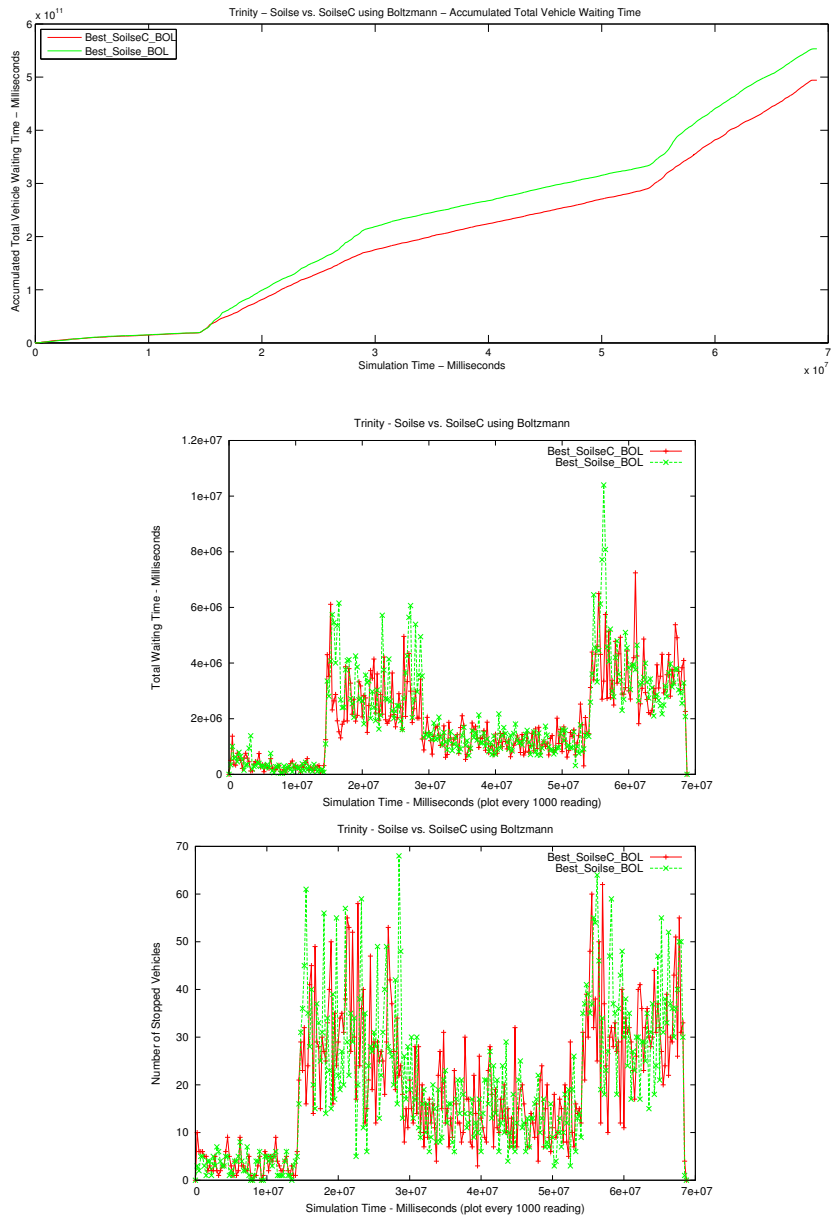 Trinity – Soilse vs. SoilseC using Boltzmann – Accumulated Total Vehicle Waiting Time
x 10^11
6
Best_SoilseC_BOL
Best_Soilse_BOL
5
4
3
2
1
0
Accumulated Total Vehicle Waiting Time – Milliseconds
0 1 2 3 4 5 6 7
Simulation Time – Milliseconds
x 10^7
Trinity - Soilse vs. SoilseC using Boltzmann
1.2e+07
Best_SoilseC_BOL
Best_Soilse_BOL
1e+07
8e+06
6e+06
4e+06
2e+06
0
Total Waiting Time - Milliseconds
0 1e+07 2e+07 3e+07 4e+07 5e+07 6e+07 7e+07
Simulation Time - Milliseconds (plot every 1000 reading)
Trinity - Soilse vs. SoilseC using Boltzmann
70
Best_SoilseC_BOL
Best_Soilse_BOL
60
50
40
30
20
10
0
Number of Stopped Vehicles
0 1e+07 2e+07 3e+07 4e+07 5e+07 6e+07 7e+07
Simulation Time - Milliseconds (plot every 1000 reading)